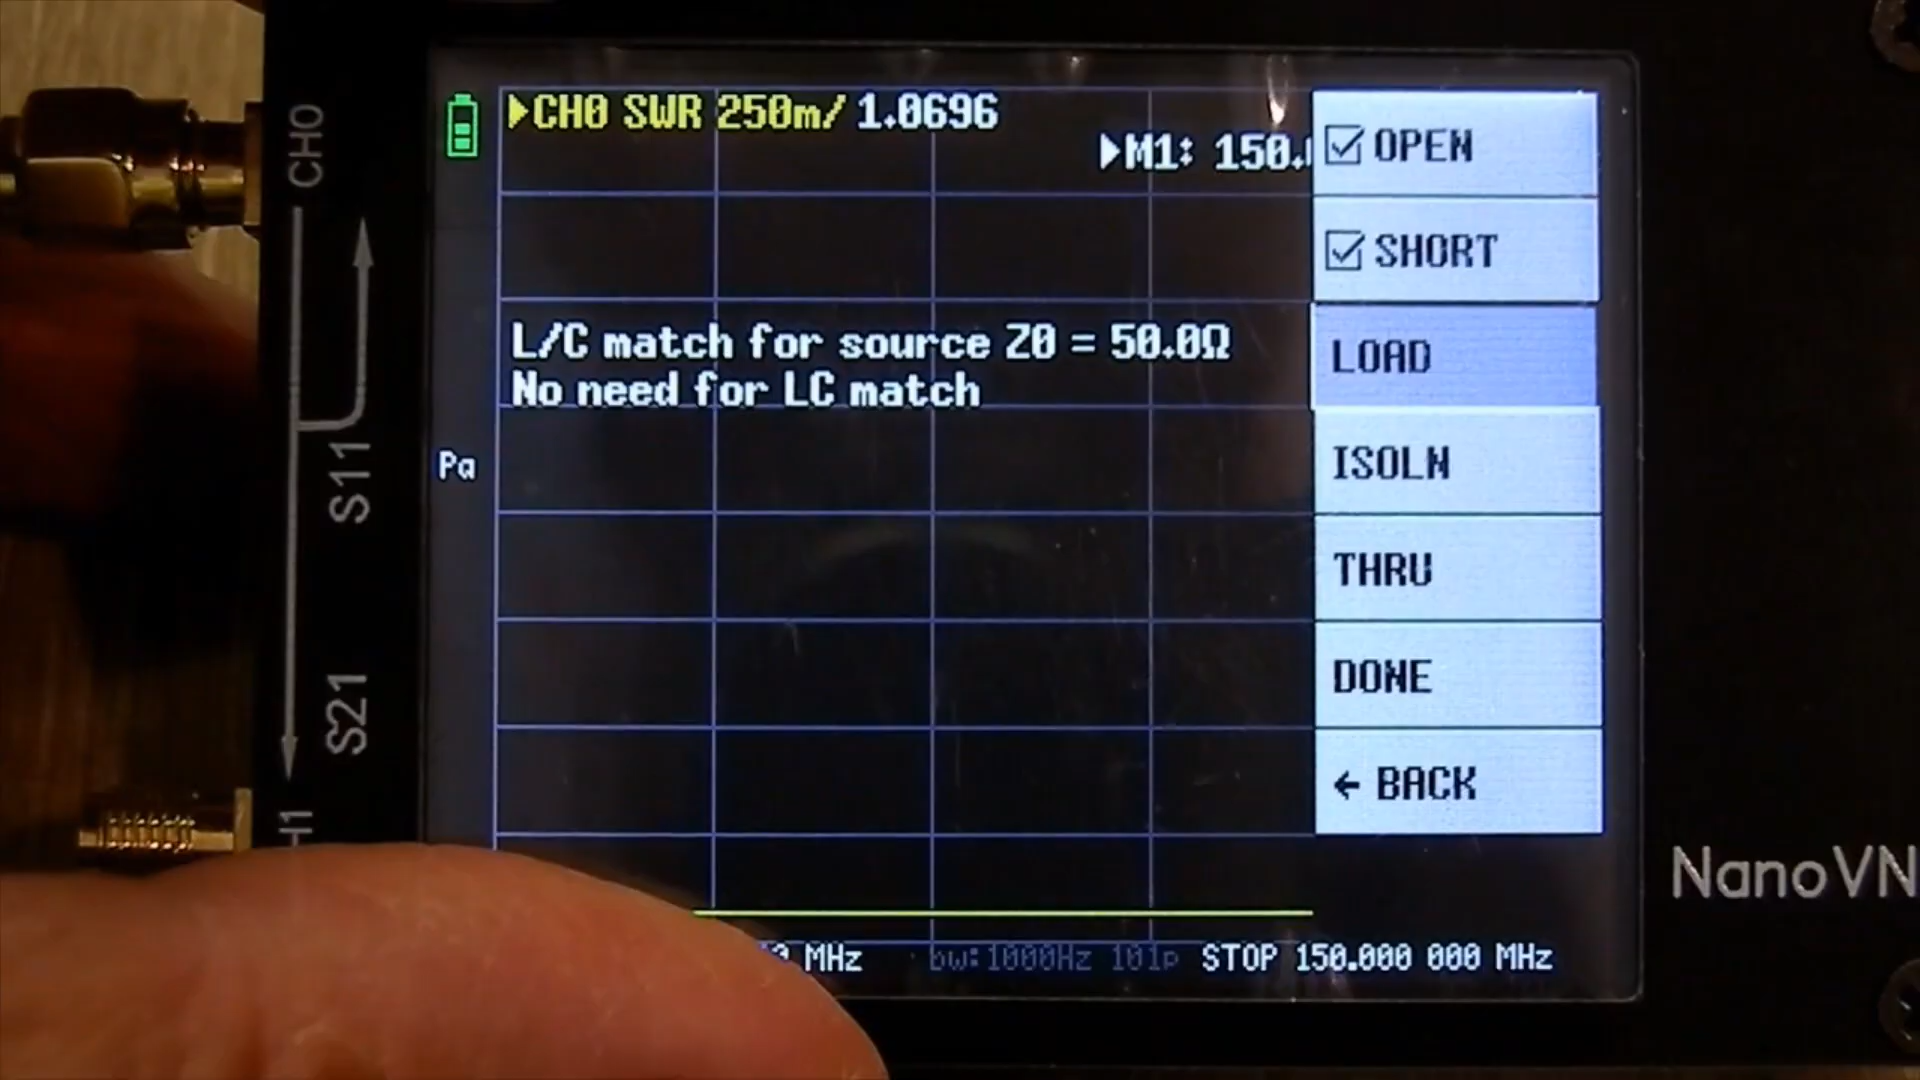 CH0
S11
S21
H1
CH0 SWR 250m/ 1.0696
M1: 150.
L/C match for source Z0 = 50.0Ω
No need for LC match
Pa
MHz bw:1000Hz 101p STOP 150.000 000 MHz
OPEN
SHORT
LOAD
ISOLN
THRU
DONE
← BACK
NanoVN